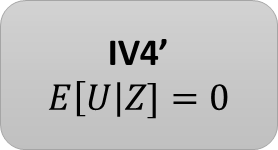 IV4’
E[U|Z] = 0